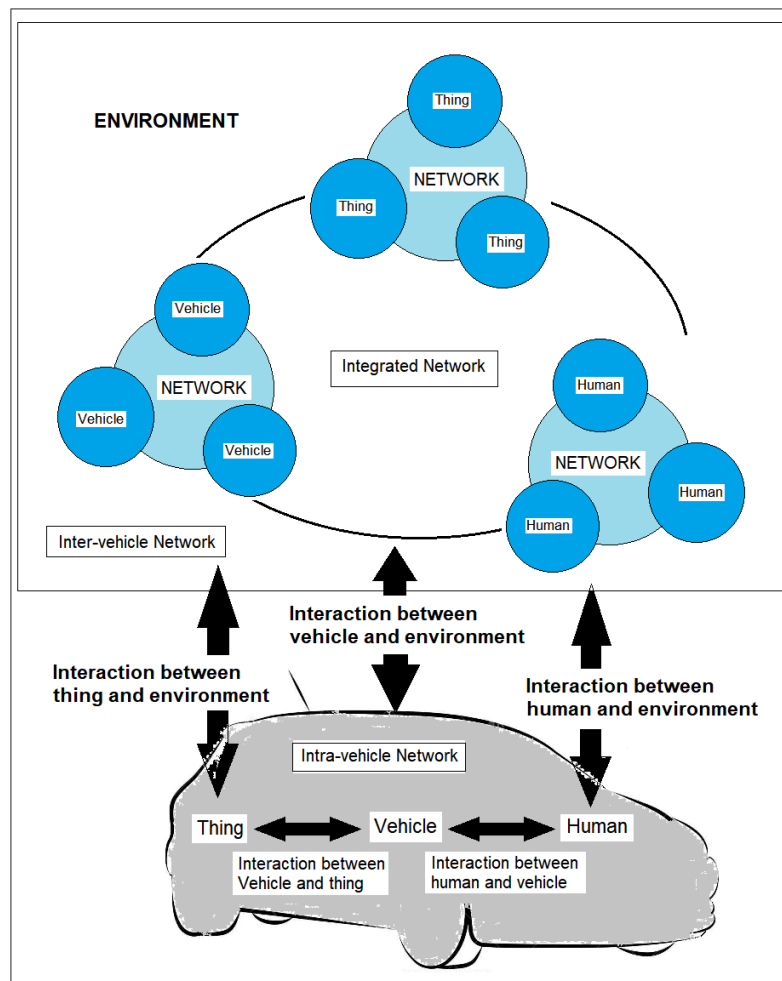 Thing
ENVIRONMENT
NETWORK
Thing
Thing
Vehicle
Integrated Network
NETWORK
Human
Vehicle
Vehicle
NETWORK
Human
Human
Inter-vehicle Network
Interaction between
vehicle and environment
Interaction between
thing and environment
Interaction between
human and environment
Intra-vehicle Network
Thing
Vehicle
Human
Interaction between
Vehicle and thing
Interaction between
human and vehicle